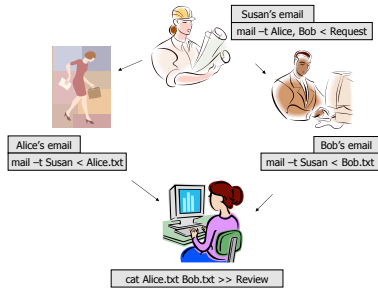 Susan's email
mail –t Alice, Bob < Request
Alice's email
mail –t Susan < Alice.txt
Bob's email
mail –t Susan < Bob.txt
cat Alice.txt Bob.txt >> Review